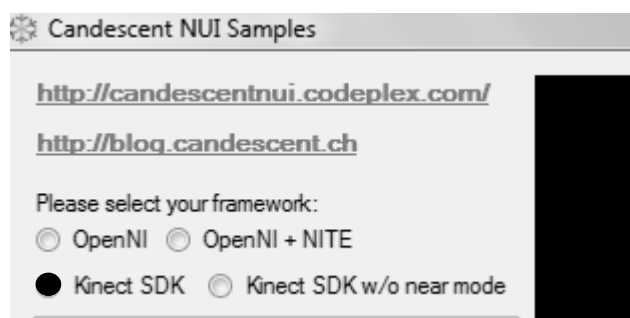 Candescent NUI Samples
http://candescentnui.codeplex.com/
http://blog.candescent.ch
Please select your framework:
OpenNI OpenNI + NITE
Kinect SDK Kinect SDK w/o near mode